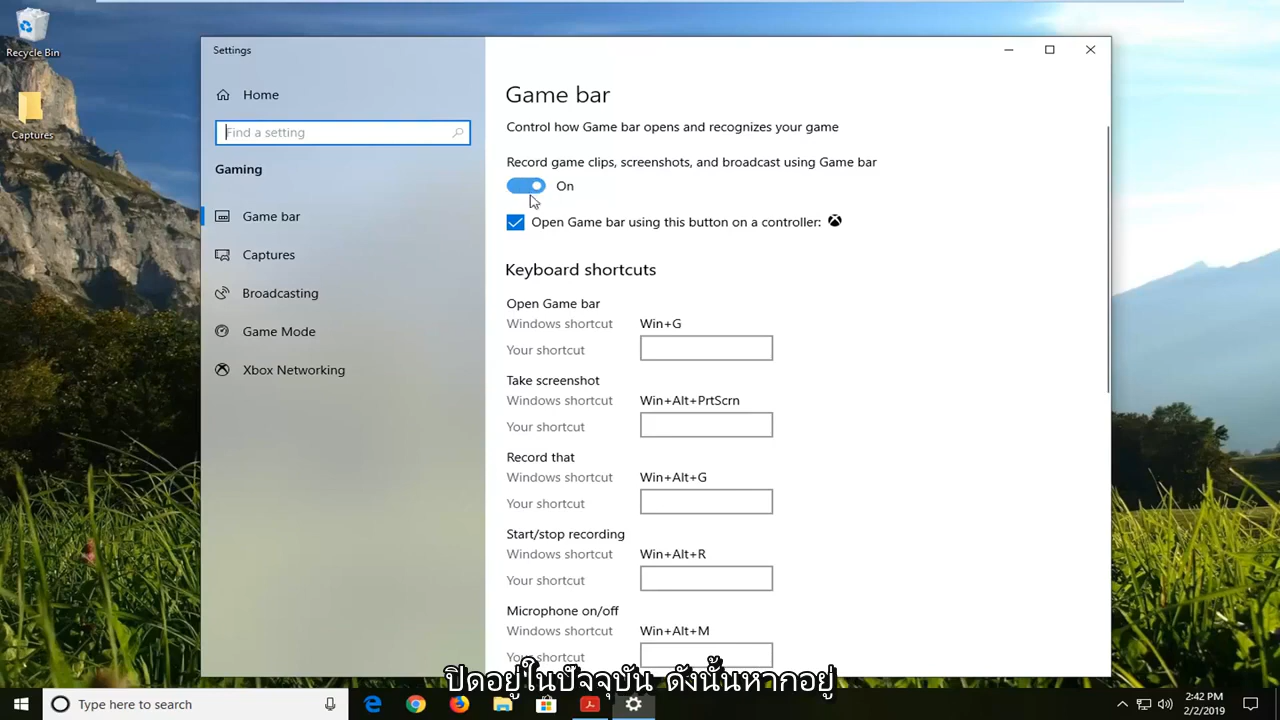 Recycle Bin
Captures
Settings
Home
Find a setting
Gaming
Game bar
Captures
Broadcasting
Game Mode
Xbox Networking
Game bar
Control how Game bar opens and recognizes your game
Record game clips, screenshots, and broadcast using Game bar
On
Open Game bar using this button on a controller:
Keyboard shortcuts
Open Game bar
Windows shortcut Win+G
Your shortcut
Take screenshot
Windows shortcut Win+Alt+PrtScrn
Your shortcut
Record that
Windows shortcut Win+Alt+G
Your shortcut
Start/stop recording
Windows shortcut Win+Alt+R
Your shortcut
Microphone on/off
Windows shortcut Win+Alt+M
Your shortcut
ปิดอยู่ในปัจจุบัน ดังนั้นหากอยู่
Type here to search
2:42 PM
2/2/2019